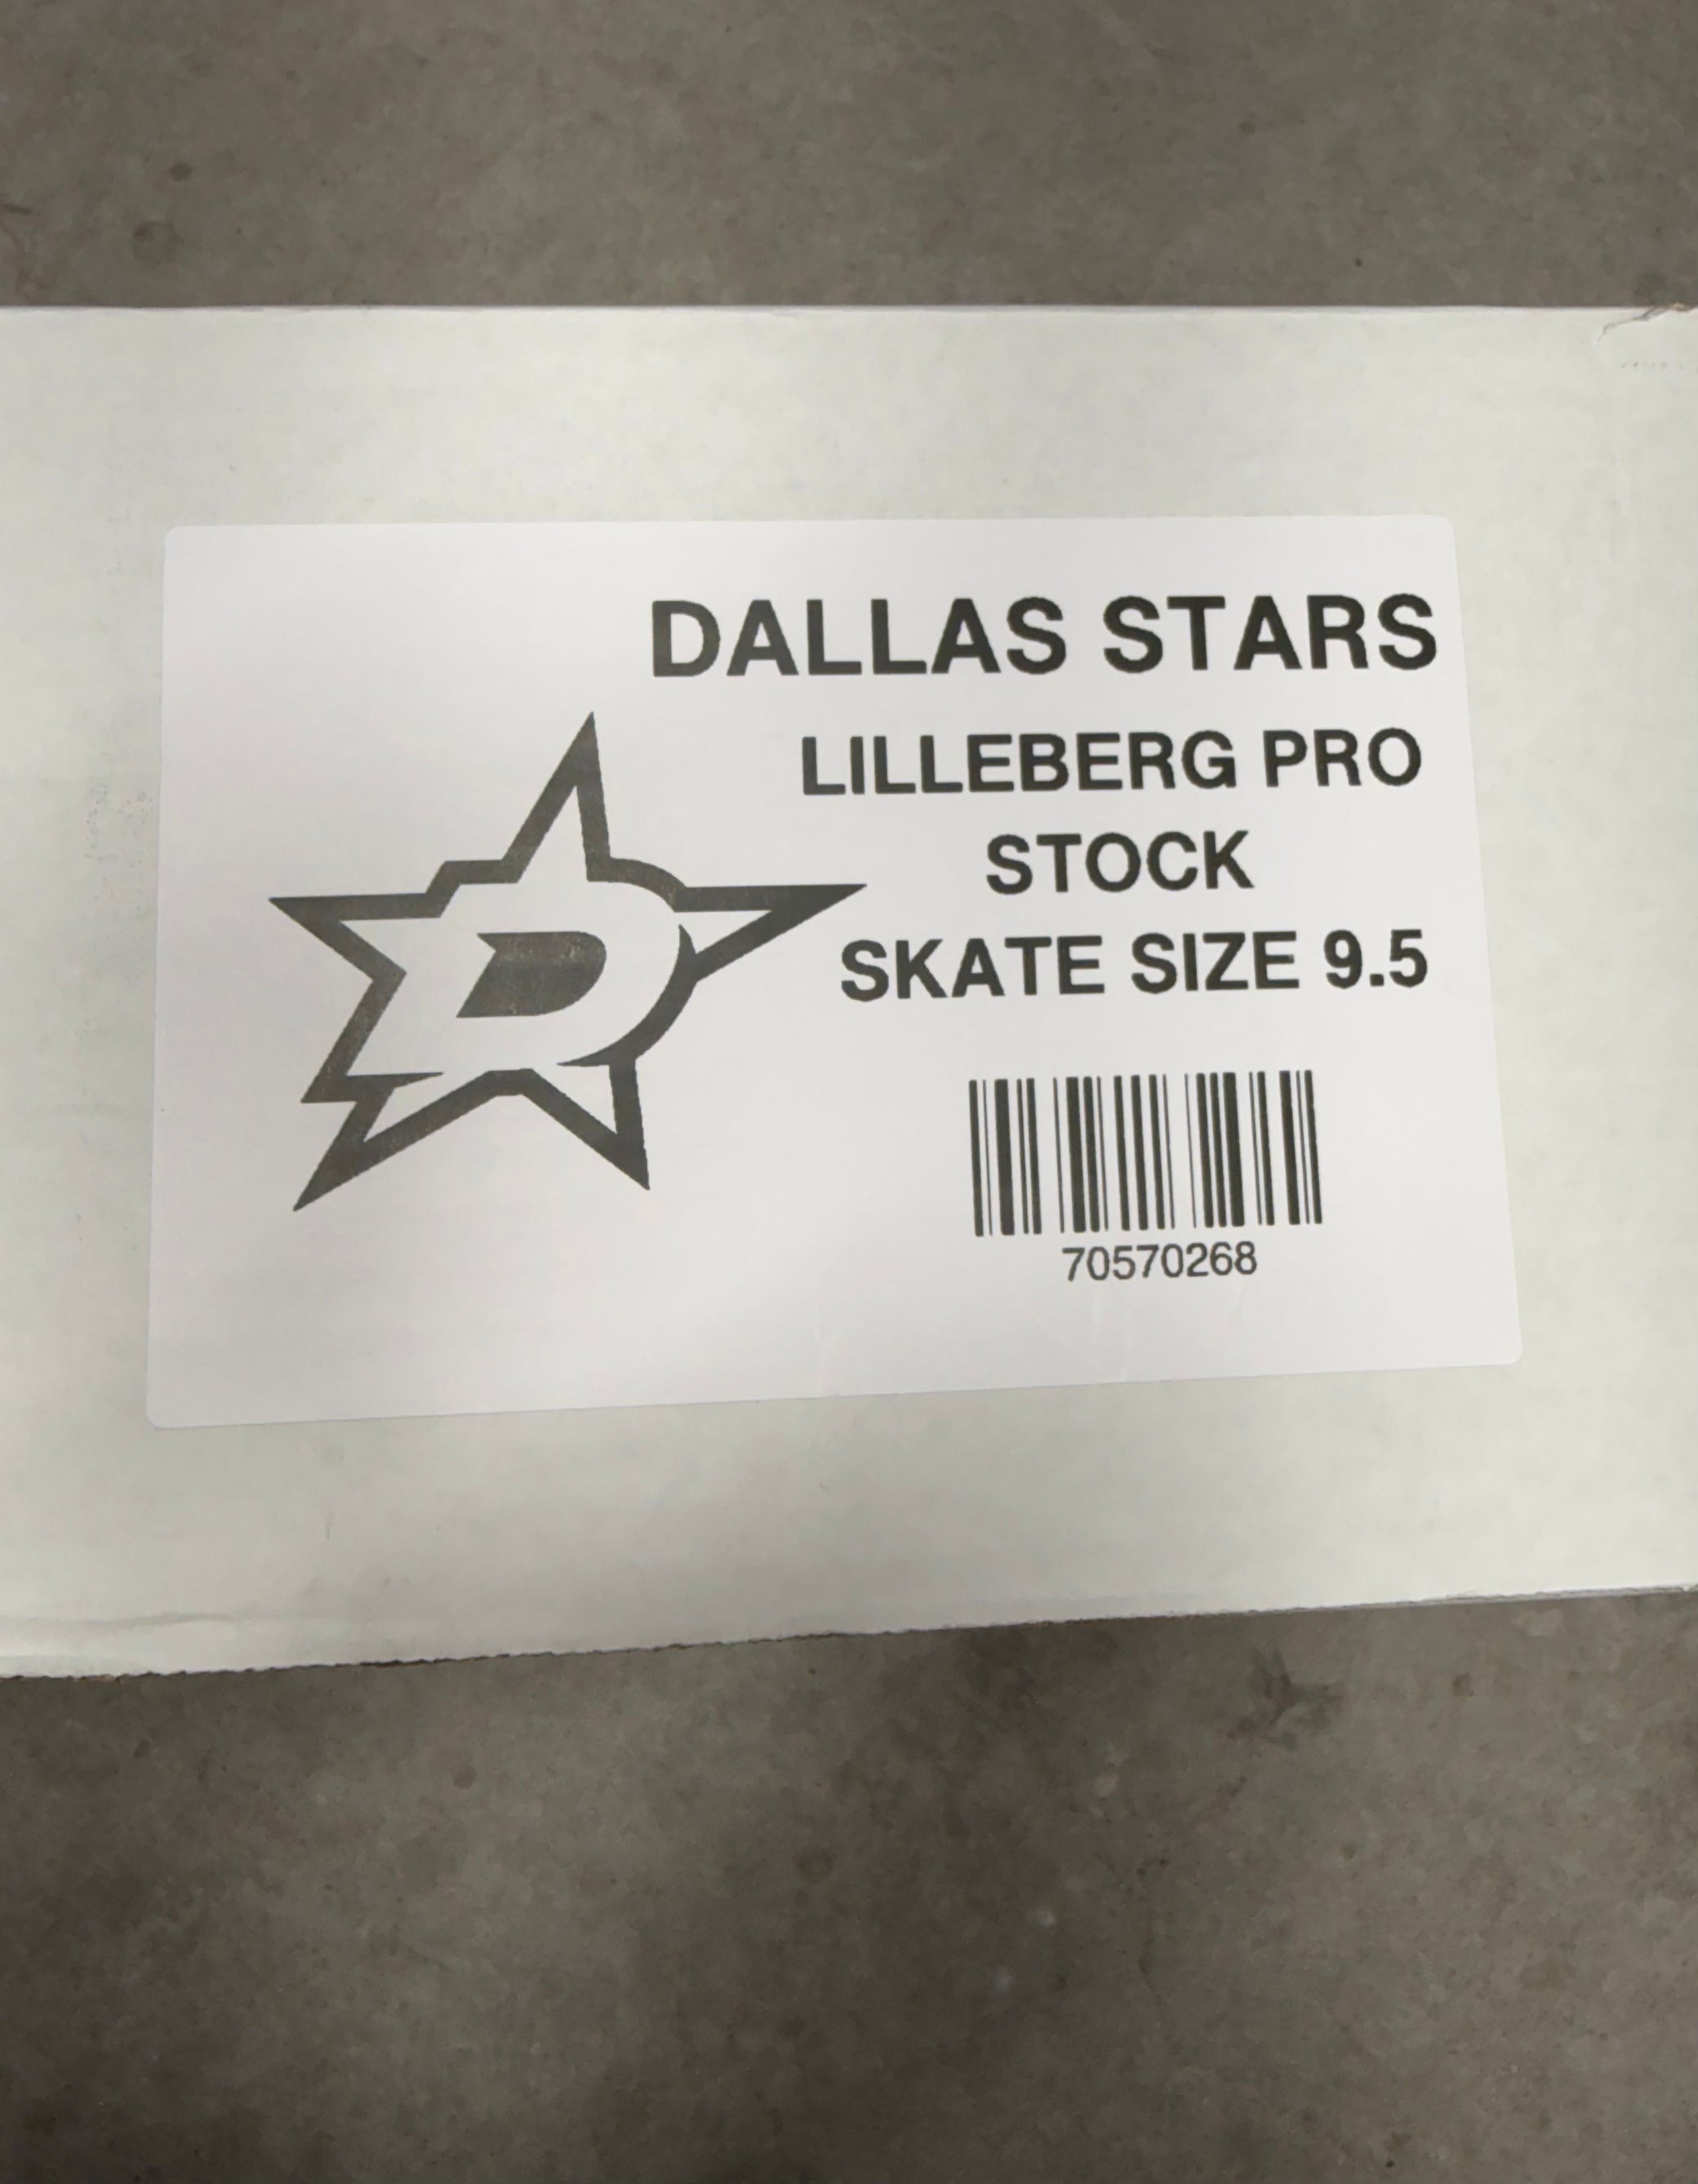 DALLAS STARS
LILLEBERG PRO
STOCK
SKATE SIZE 9.5
D
70570268